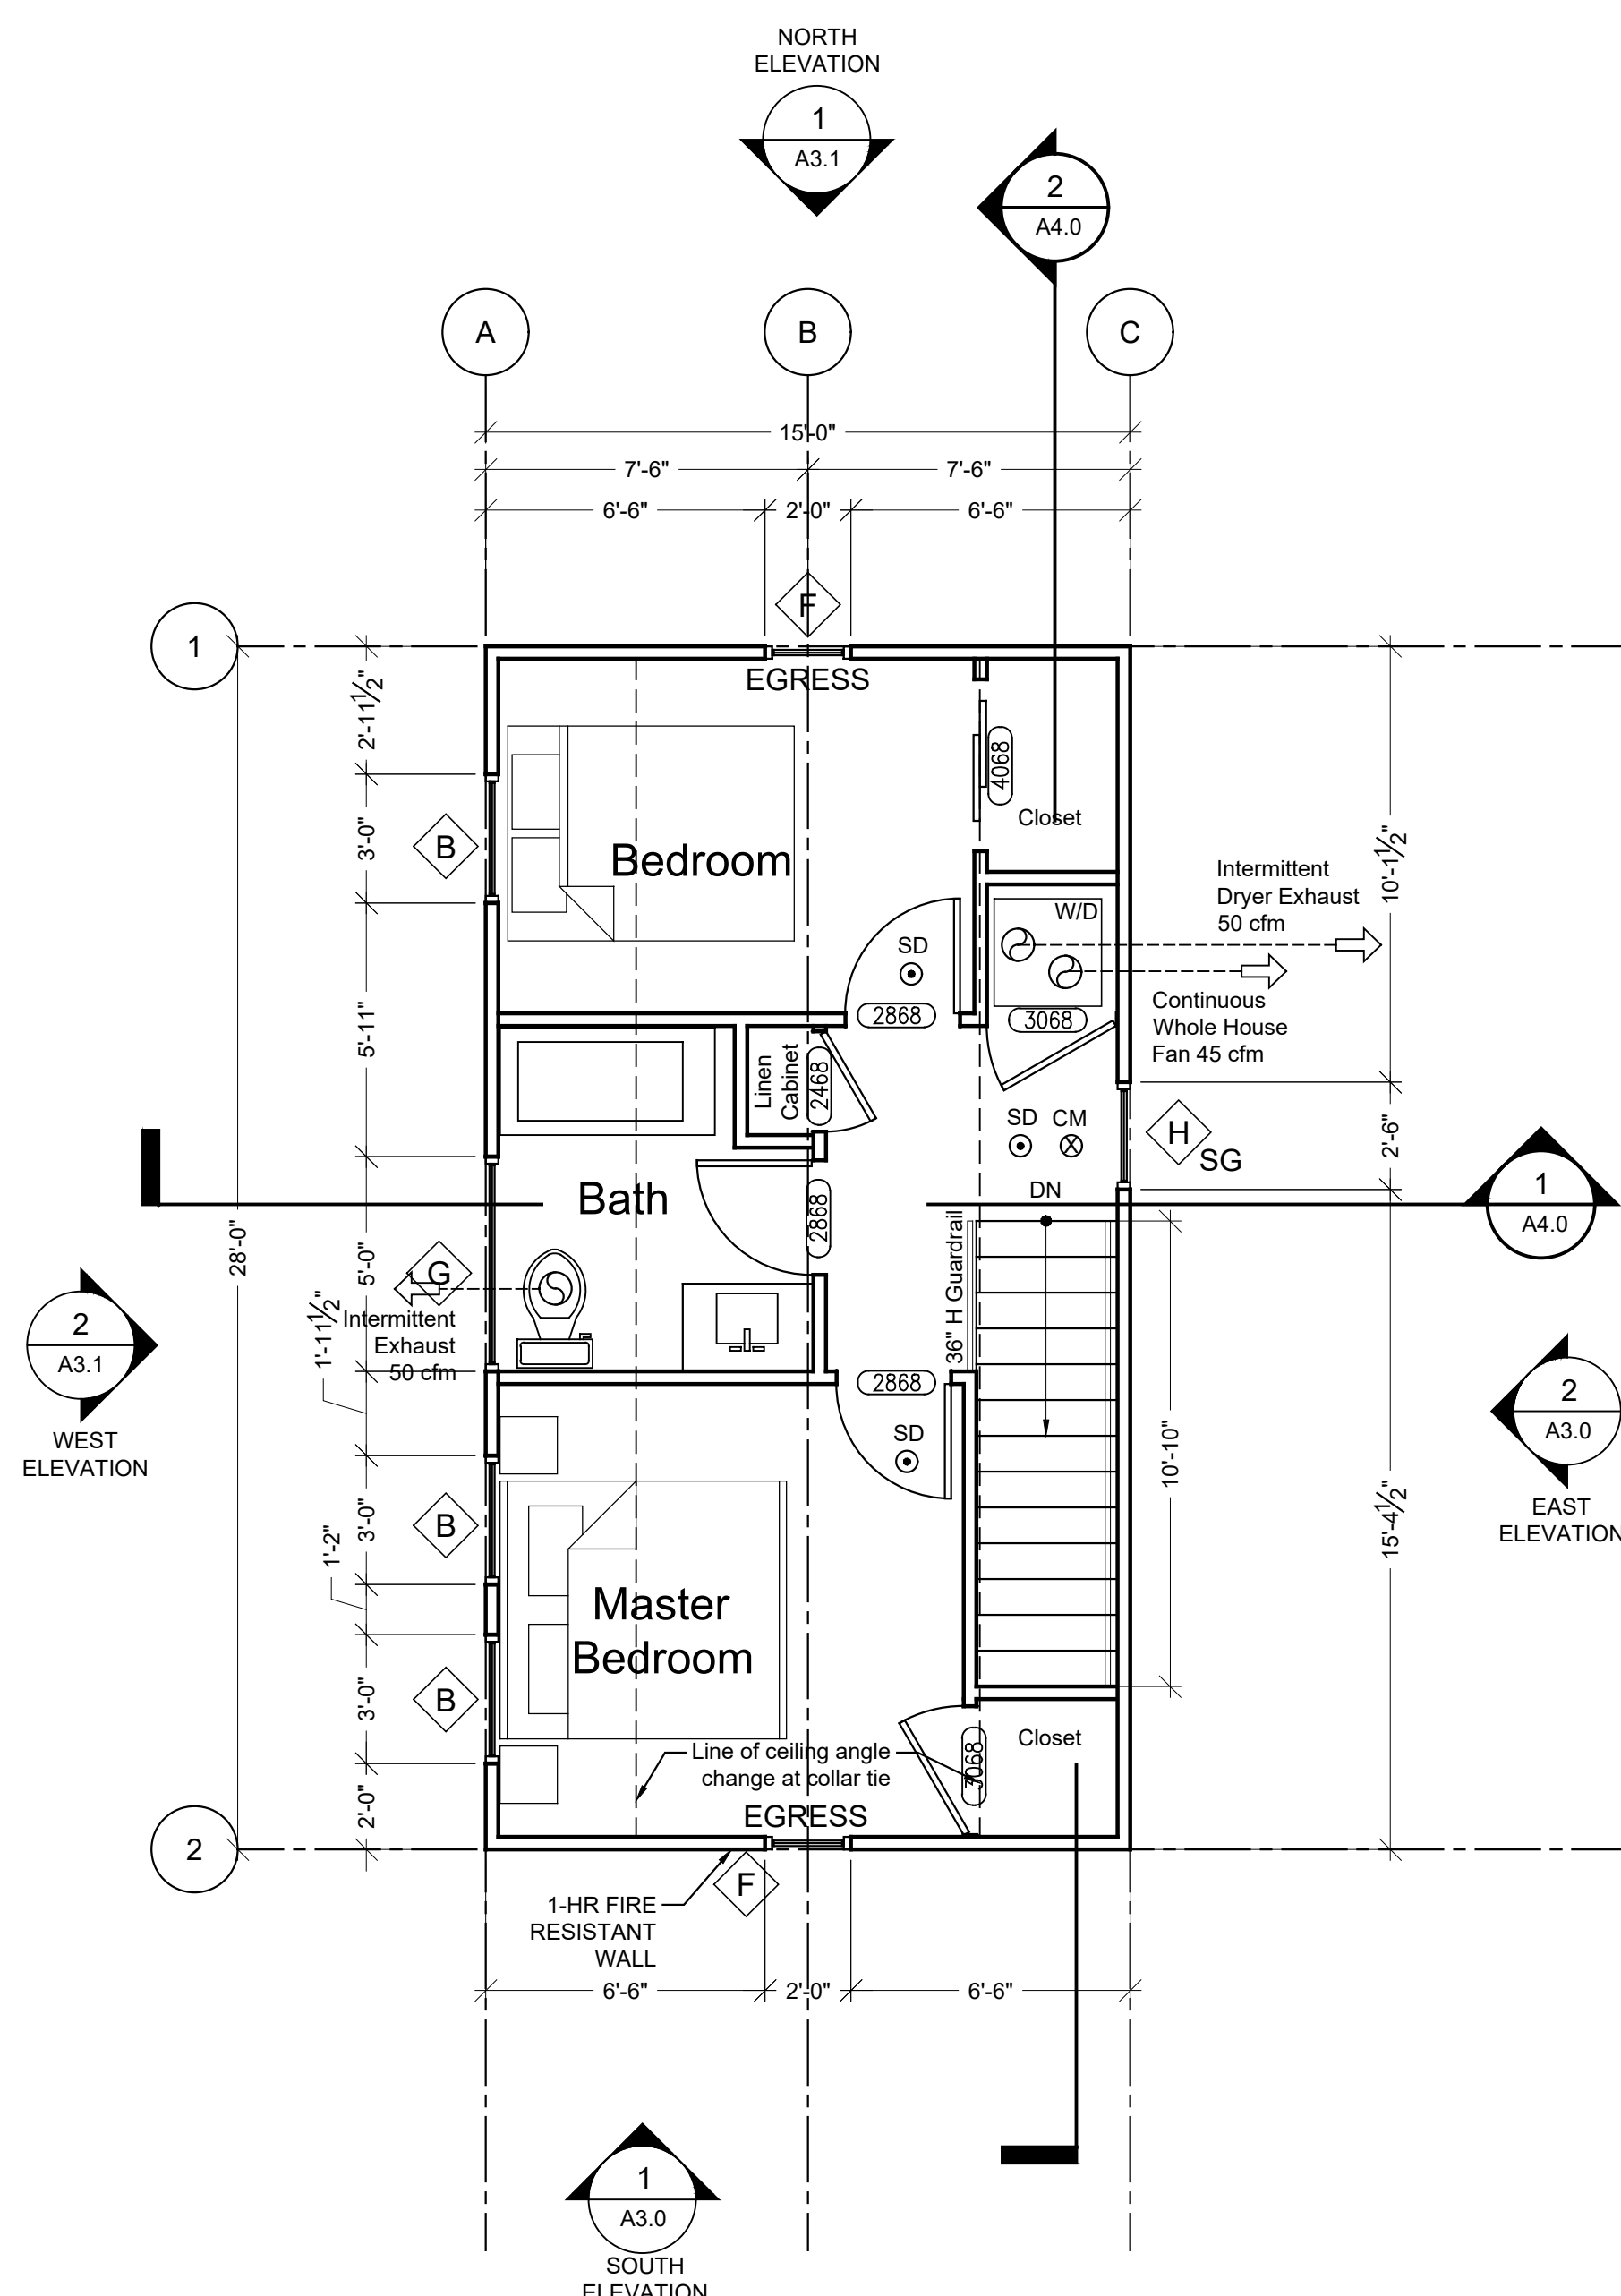 NORTH
ELEVATION
1
A3.1
2
A4.0
A
B
C
15'-0"
7'-6"
7'-6"
6'-6"
2'-0"
6'-6"
F
1
EGRESS
2'-11½"
4068
3'-0"
B
Bedroom
Closet
10'-1½"
Intermittent
Dryer Exhaust
50 cfm
W/D
SD
2868
3068
Continuous
Whole House
Fan 45 cfm
5'-11"
Linen
Cabinet
2468
SD
CM
H
SG
2'-6"
Bath
2868
DN
1
A4.0
28'-0"
5'-0"
G
36" H Guardrail
Intermittent
Exhaust
50 cfm
1'-11½"
2
A3.1
WEST
ELEVATION
2868
SD
2
A3.0
EAST
ELEVATION
10'-10"
15'-4½"
3'-0"
B
1'-2"
Master
Bedroom
3'-0"
B
Closet
3068
Line of ceiling angle
change at collar tie
2'-0"
EGRESS
2
F
1-HR FIRE
RESISTANT
WALL
6'-6"
2'-0"
6'-6"
1
A3.0
SOUTH
ELEVATION